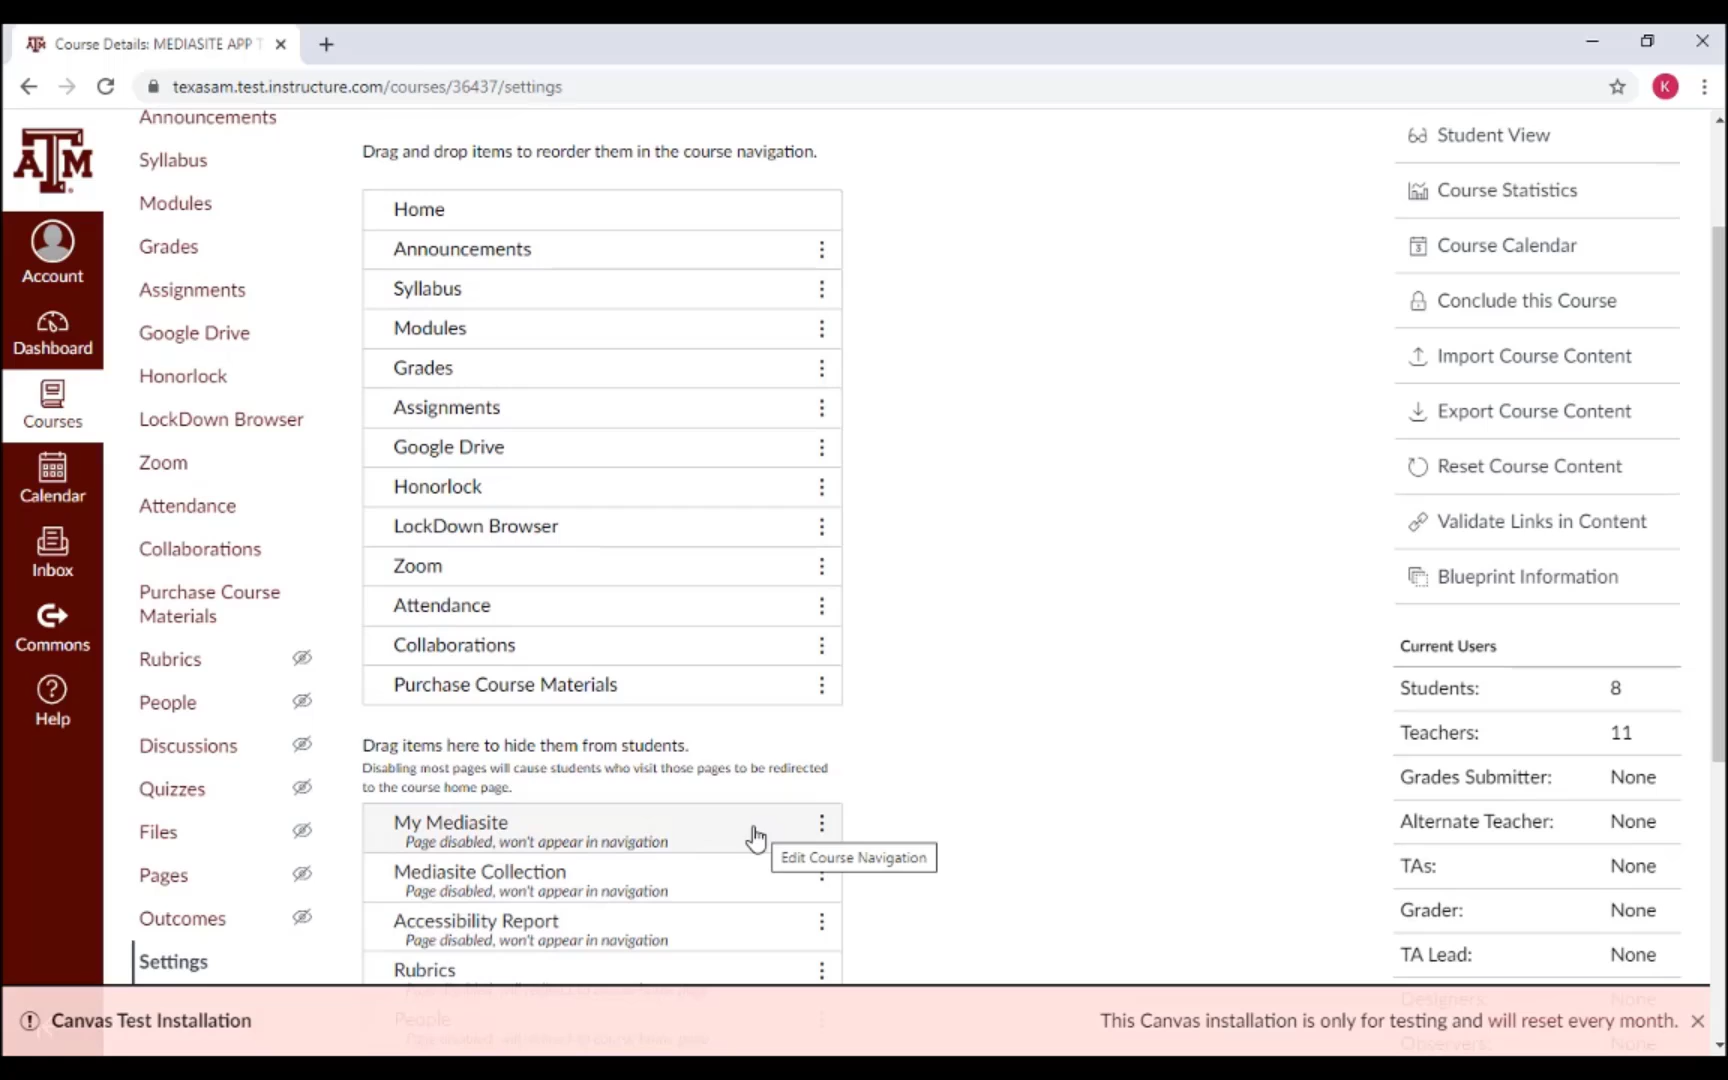 Course Details: MEDIASITE APP T
texasam.test.instructure.com/courses/36437/settings
K
ATM
Account
Dashboard
Courses
Calendar
Inbox
Commons
Help
Announcements
Syllabus
Modules
Grades
Assignments
Google Drive
Honorlock
LockDown Browser
Zoom
Attendance
Collaborations
Purchase Course
Materials
Rubrics
People
Discussions
Quizzes
Files
Pages
Outcomes
Settings
Drag and drop items to reorder them in the course navigation.
Home
Announcements
Syllabus
Modules
Grades
Assignments
Google Drive
Honorlock
LockDown Browser
Zoom
Attendance
Collaborations
Purchase Course Materials
Drag items here to hide them from students.
Disabling most pages will cause students who visit those pages to be redirected
to the course home page.
My Mediasite
Page disabled, won't appear in navigation
Edit Course Navigation
Mediasite Collection
Page disabled, won't appear in navigation
Accessibility Report
Page disabled, won't appear in navigation
Rubrics
People
Student View
Course Statistics
Course Calendar
Conclude this Course
Import Course Content
Export Course Content
Reset Course Content
Validate Links in Content
Blueprint Information
Current Users
Students: 8
Teachers: 11
Grades Submitter: None
Alternate Teacher: None
TAs: None
Grader: None
TA Lead: None
Designers: None
Observers: None
Canvas Test Installation
This Canvas installation is only for testing and will reset every month.